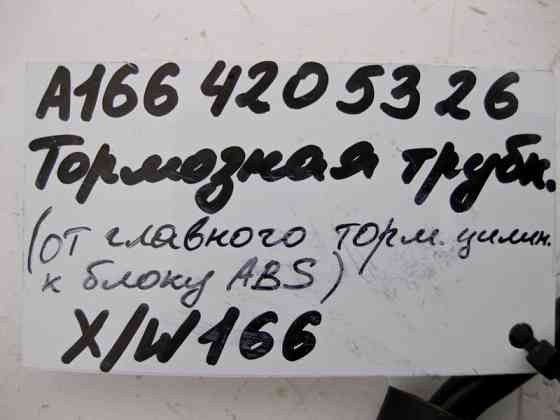 A166 420 53 26
Тормозная трубк.
(от главного торм. цилин.
к блоку ABS)
X/W166